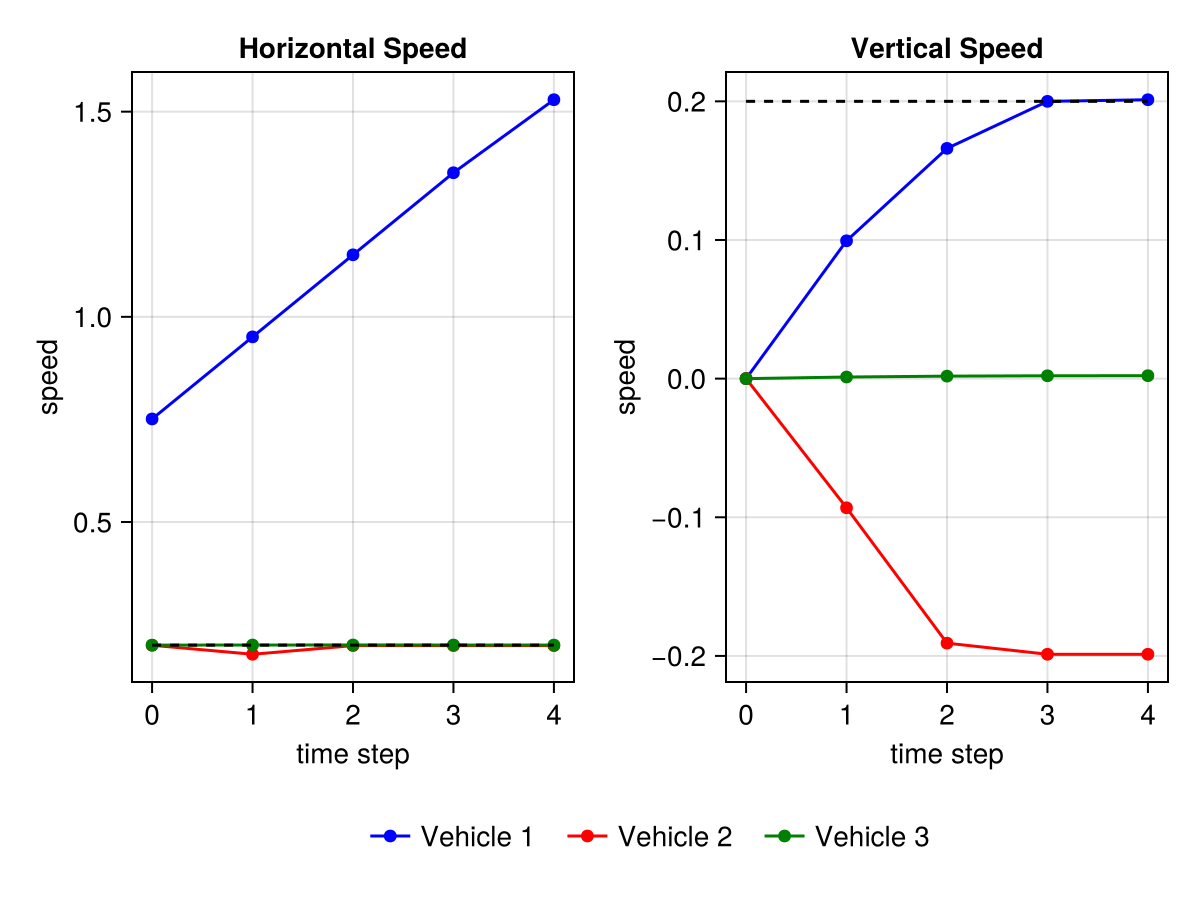 Horizontal Speed
1.5
1.0
0.5
speed
0 1 2 3 4
time step
Vertical Speed
0.2
0.1
0.0
−0.1
−0.2
speed
0 1 2 3 4
time step
Vehicle 1 Vehicle 2 Vehicle 3